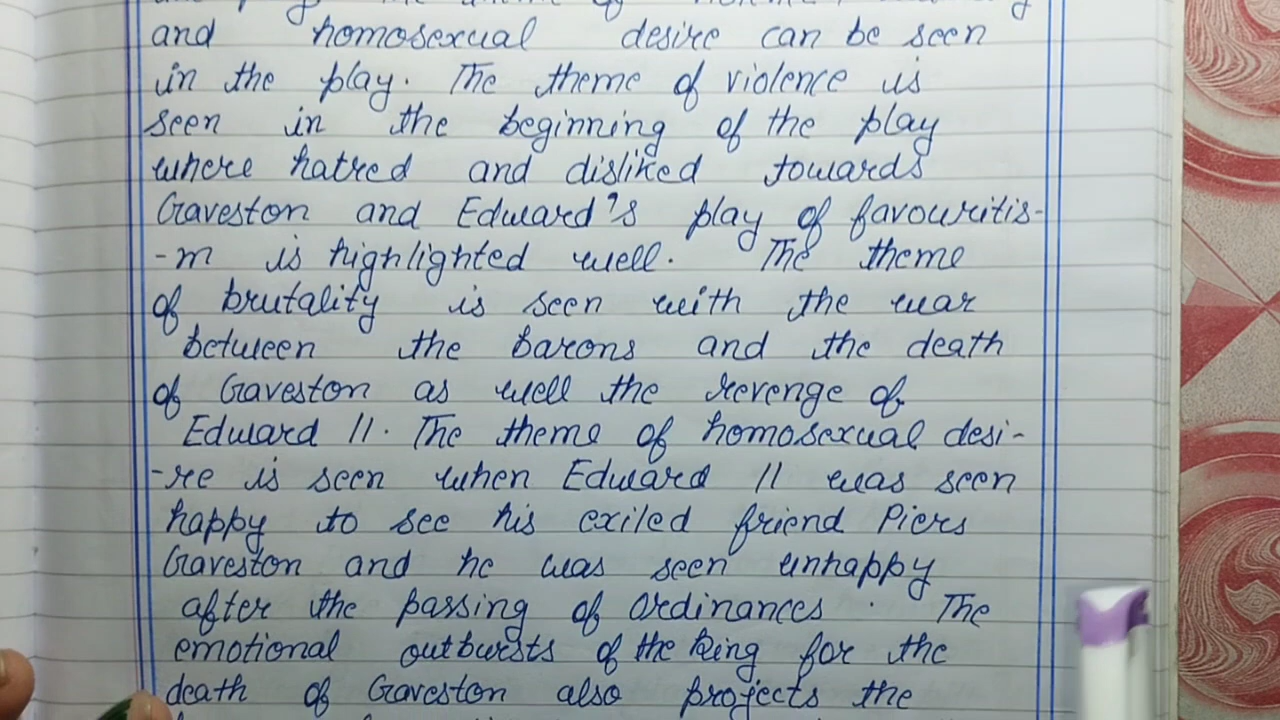 and homosexual desire can be seen
in the play. The theme of violence is
seen in the beginning of the play
where hatred and disliked towards
Gaveston and Edward's play of favouritis-
-m is highlighted well. The theme
of brutality is seen with the war
between the barons and the death
of Gaveston as well the revenge of
Edward II. The theme of homosexual desi-
-re is seen when Edward II was seen
happy to see his exiled friend Piers
Gaveston and he was seen unhappy
after the passing of Ordinances. The
emotional outbursts of the King for the
death of Gaveston also projects the